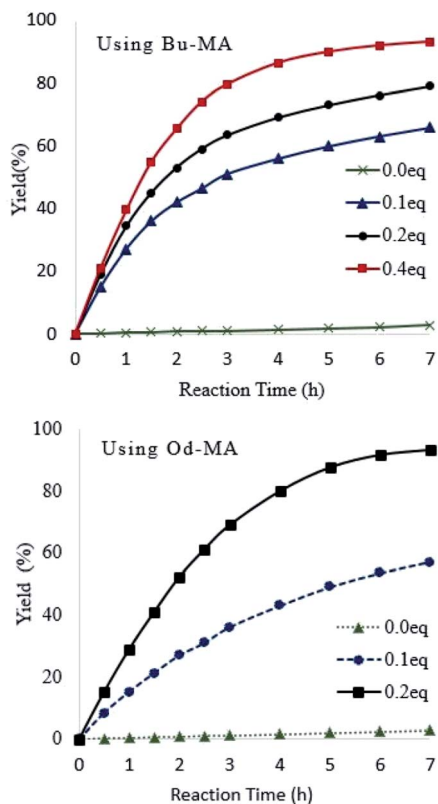 100
Using Bu-MA
80
60
Yield(%)
40
20
0
0.0eq
0.1eq
0.2eq
0.4eq
0 1 2 3 4 5 6 7
Reaction Time (h)
100
Using Od-MA
80
60
Yield (%)
40
20
0
0.0eq
0.1eq
0.2eq
0 1 2 3 4 5 6 7
Reaction Time (h)